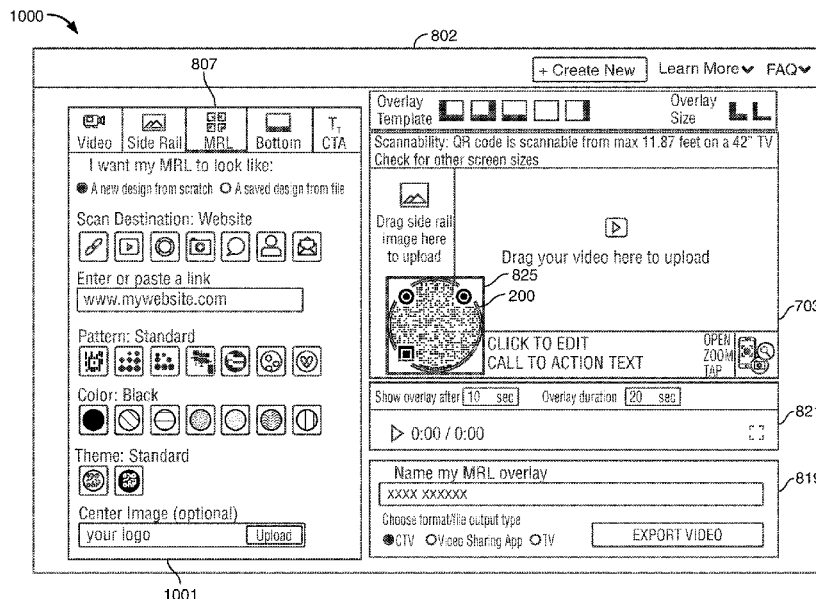 1000
802
807
+ Create New Learn More FAQ
Video Side Rail MRL Bottom CTA
I want my MRL to look like:
A new design from scratch A saved design from file
Scan Destination: Website
Enter or paste a link
www.mywebsite.com
Pattern: Standard
Color: Black
Theme: Standard
Center Image (optional)
your logo Upload
1001
Overlay Template
Overlay Size
Scannability: QR code is scannable from max 11.87 feet on a 42" TV
Check for other screen sizes
Drag side rail
image here
to upload
Drag your video here to upload
825
200
703
CLICK TO EDIT
CALL TO ACTION TEXT
OPEN
ZOOM
TAP
Show overlay after 10 sec Overlay duration 20 sec
0:00 / 0:00
821
Name my MRL overlay
XXXX XXXXXX
819
Choose format/file output type
CTV Video Sharing App TV
EXPORT VIDEO